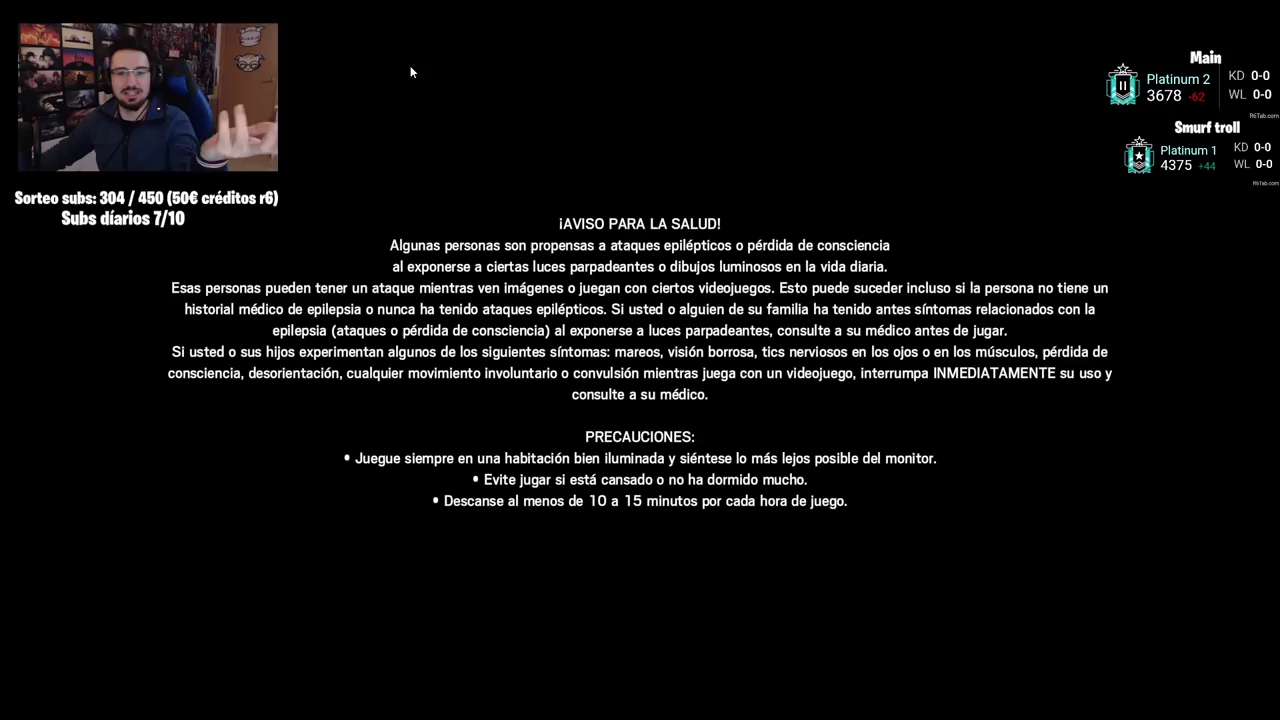 Main
Platinum 2
3678 -62
KD 0-0
WL 0-0
R6Tab.com
Smurf troll
Platinum 1
4375 +44
KD 0-0
WL 0-0
R6Tab.com
Sorteo subs: 304 / 450 (50€ créditos r6)
Subs díarios 7/10
¡AVISO PARA LA SALUD!
Algunas personas son propensas a ataques epilépticos o pérdida de consciencia
al exponerse a ciertas luces parpadeantes o dibujos luminosos en la vida diaria.
Esas personas pueden tener un ataque mientras ven imágenes o juegan con ciertos videojuegos. Esto puede suceder incluso si la persona no tiene un
historial médico de epilepsia o nunca ha tenido ataques epilépticos. Si usted o alguien de su familia ha tenido antes síntomas relacionados con la
epilepsia (ataques o pérdida de consciencia) al exponerse a luces parpadeantes, consulte a su médico antes de jugar.
Si usted o sus hijos experimentan algunos de los siguientes síntomas: mareos, visión borrosa, tics nerviosos en los ojos o en los músculos, pérdida de
consciencia, desorientación, cualquier movimiento involuntario o convulsión mientras juega con un videojuego, interrumpa INMEDIATAMENTE su uso y
consulte a su médico.
PRECAUCIONES:
• Juegue siempre en una habitación bien iluminada y siéntese lo más lejos posible del monitor.
• Evite jugar si está cansado o no ha dormido mucho.
• Descanse al menos de 10 a 15 minutos por cada hora de juego.